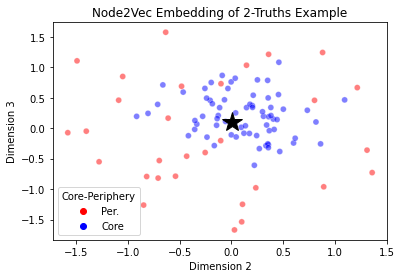 Node2Vec Embedding of 2-Truths Example
Dimension 3
1.5
1.0
0.5
0.0
−0.5
−1.0
−1.5
Core-Periphery
Per.
Core
−1.5 −1.0 −0.5 0.0 0.5 1.0 1.5
Dimension 2